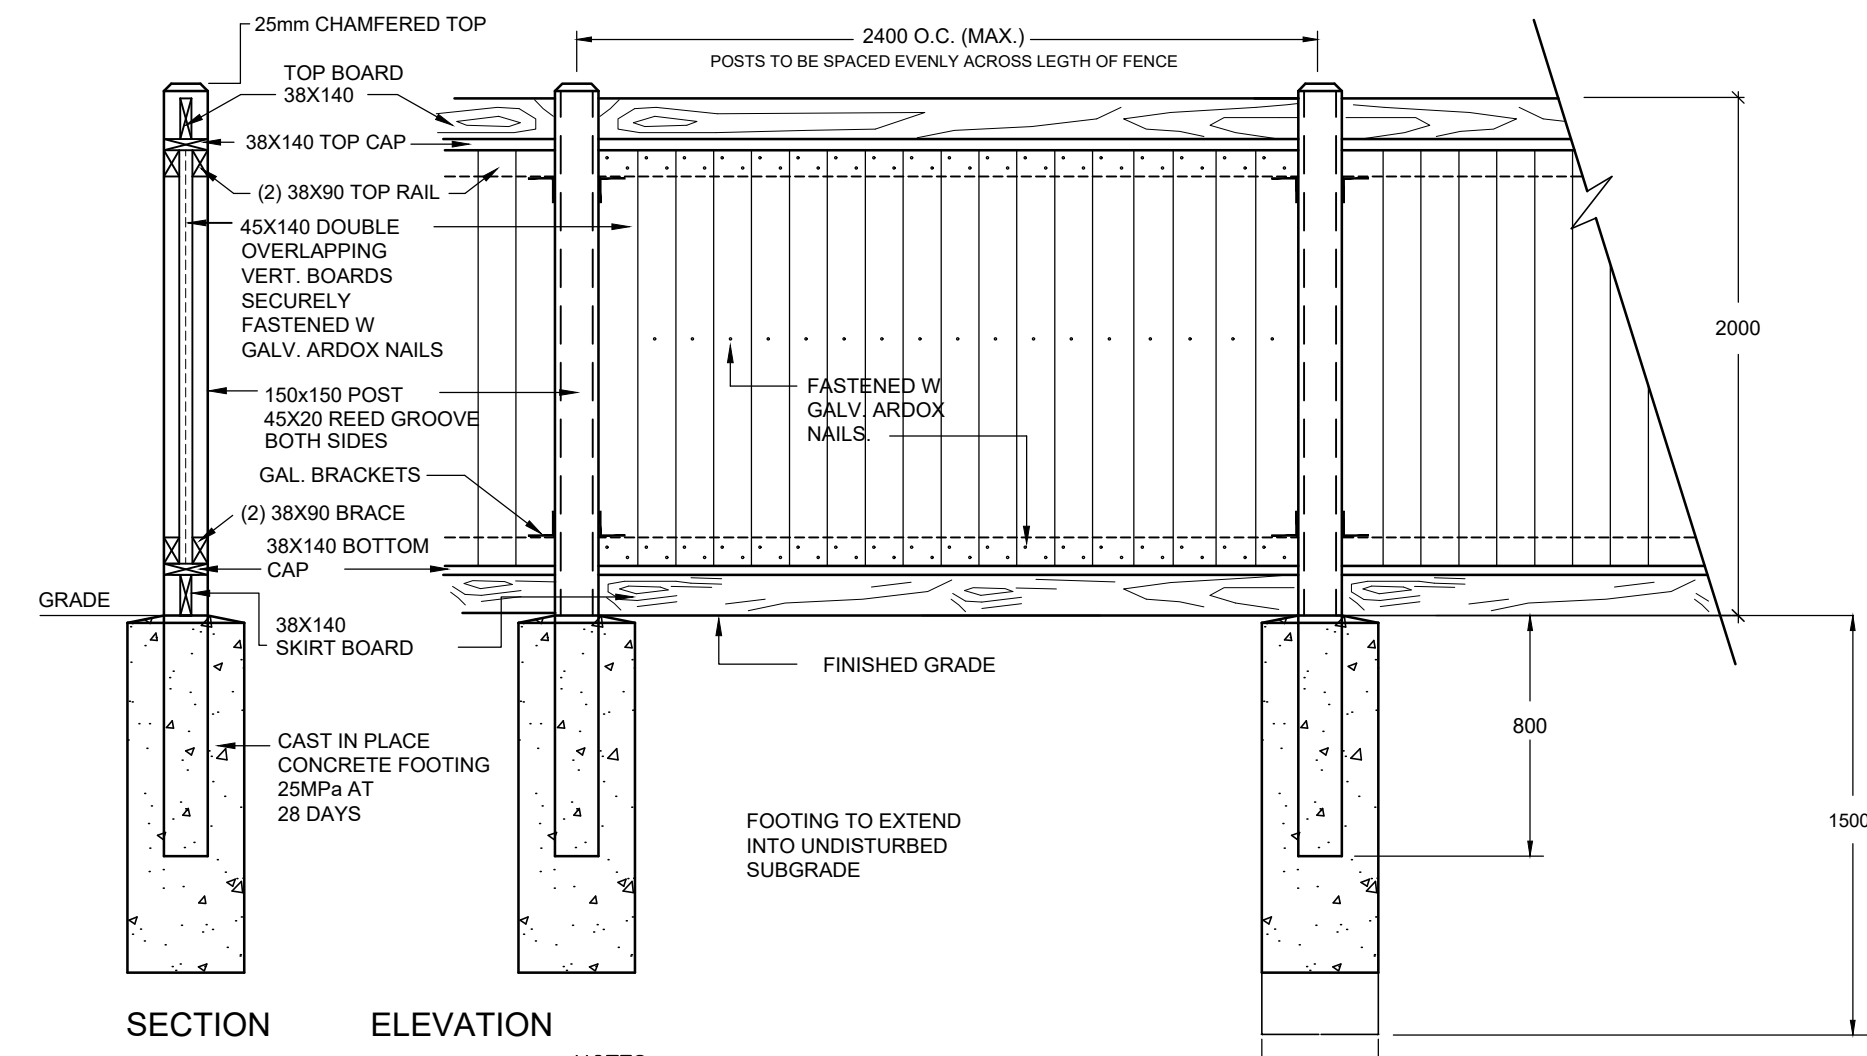 25mm CHAMFERED TOP
TOP BOARD
38X140
38X140 TOP CAP
(2) 38X90 TOP RAIL
45X140 DOUBLE
OVERLAPPING
VERT. BOARDS
SECURELY
FASTENED W
GALV. ARDOX NAILS
150x150 POST
45X20 REED GROOVE
BOTH SIDES
GAL. BRACKETS
(2) 38X90 BRACE
38X140 BOTTOM
CAP
GRADE
38X140
SKIRT BOARD
CAST IN PLACE
CONCRETE FOOTING
25MPa AT
28 DAYS
2400 O.C. (MAX.)
POSTS TO BE SPACED EVENLY ACROSS LEGTH OF FENCE
FASTENED W
GALV. ARDOX
NAILS.
2000
FINISHED GRADE
800
1500
FOOTING TO EXTEND
INTO UNDISTURBED
SUBGRADE
SECTION
ELEVATION